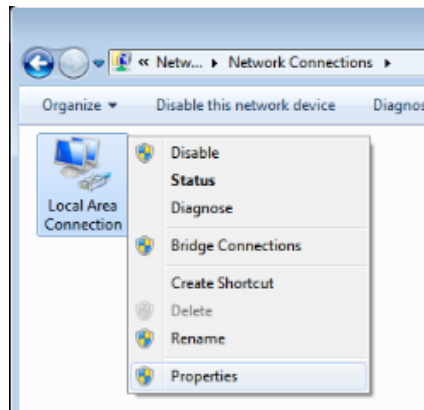 « Netw... ▸ Network Connections ▸
Organize ▾ Disable this network device Diagnos
Local Area
Connection
Disable
Status
Diagnose
Bridge Connections
Create Shortcut
Delete
Rename
Properties